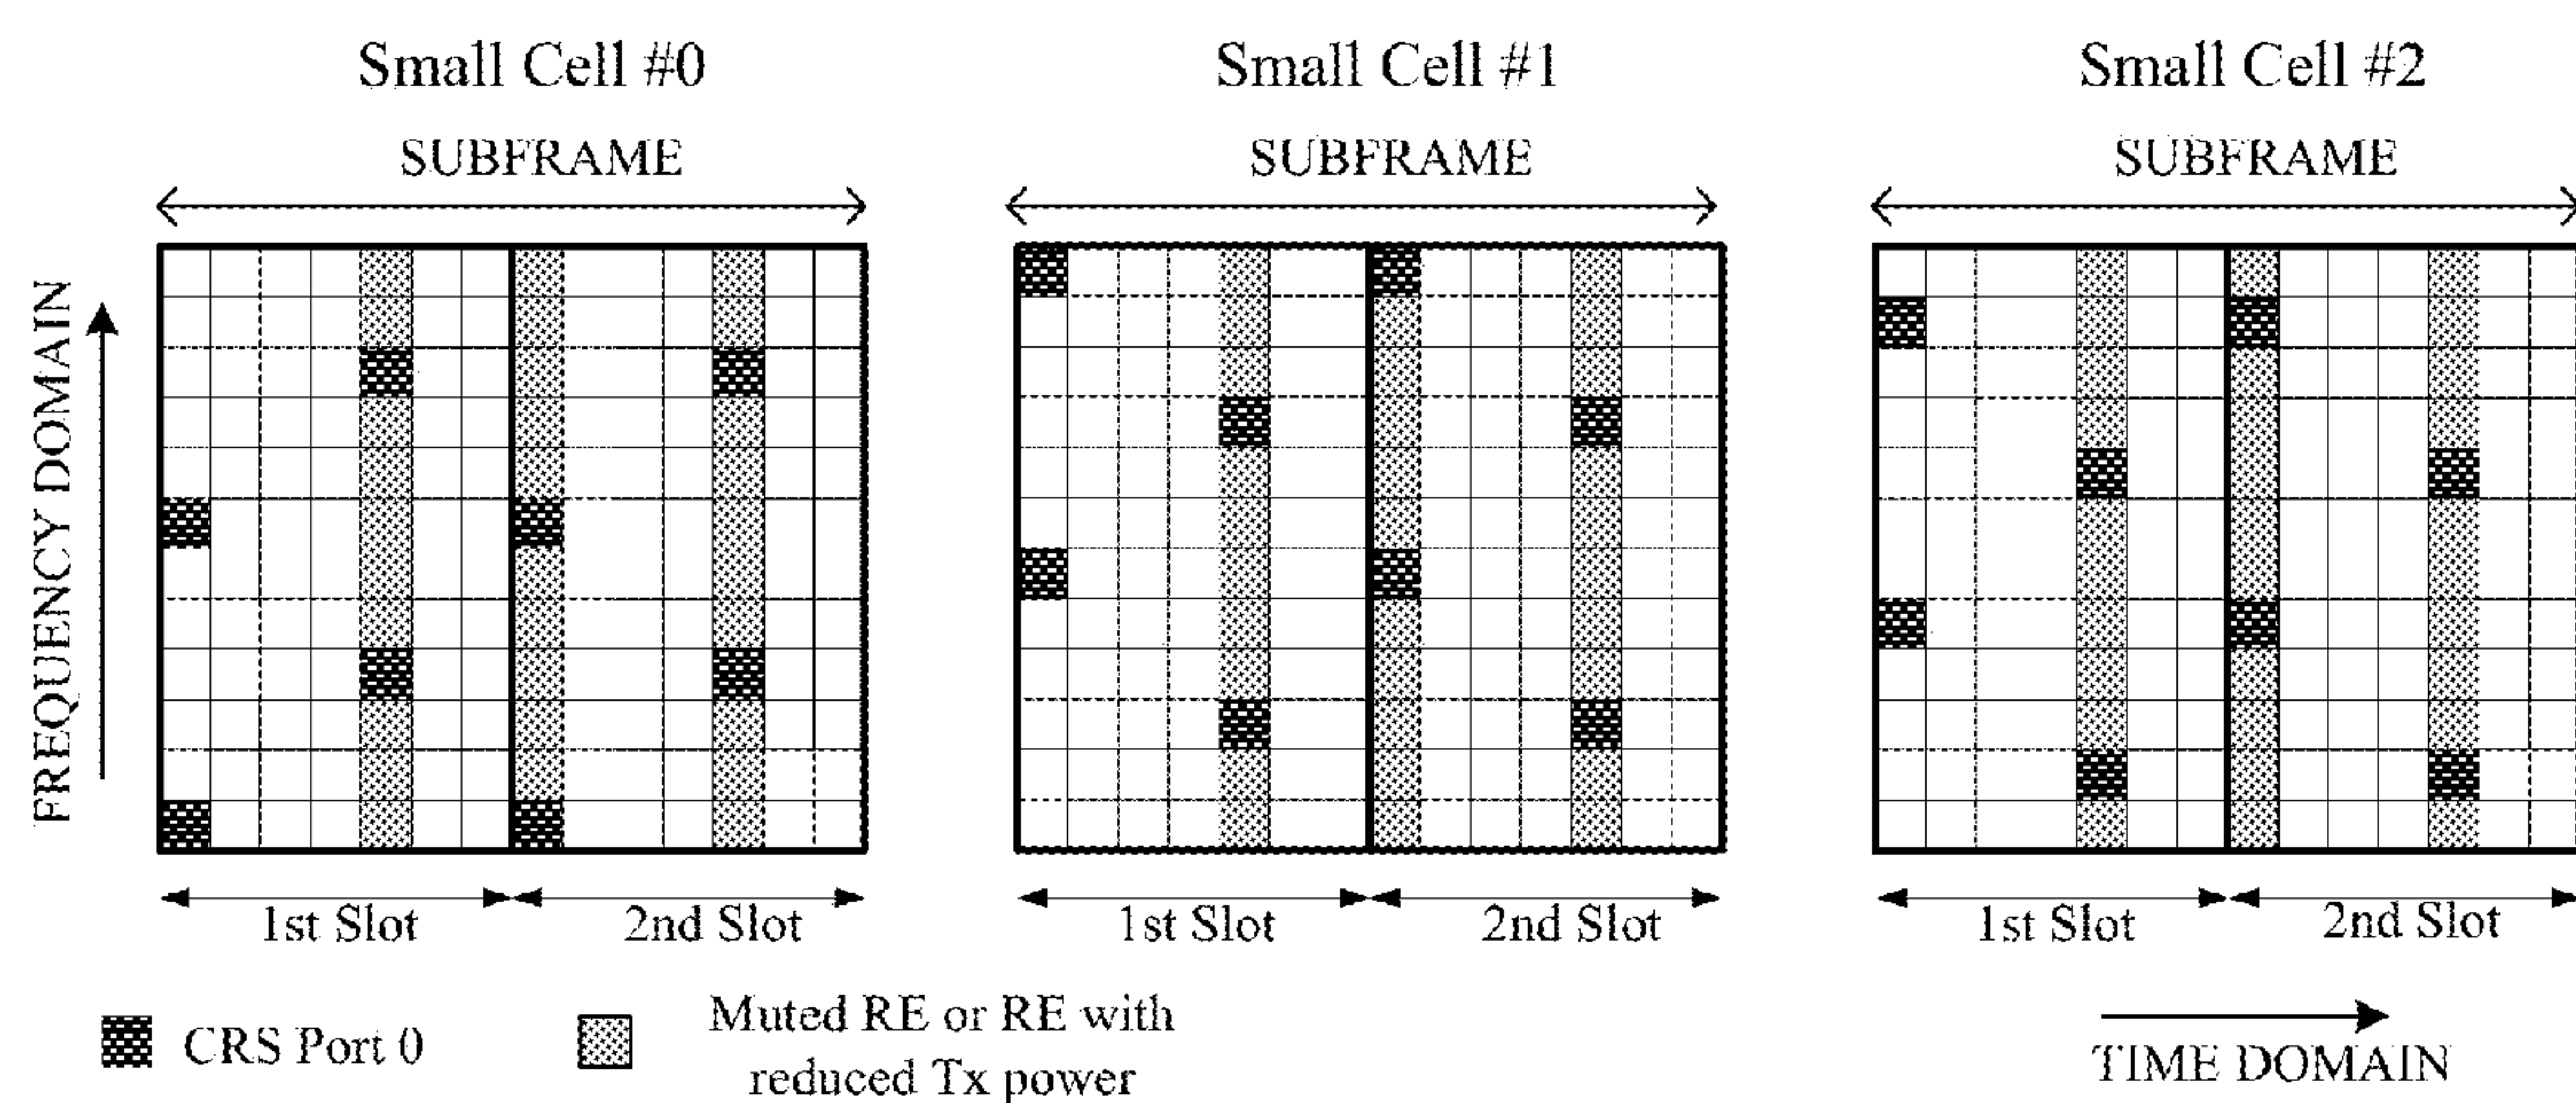 Small Cell #0
Small Cell #1
Small Cell #2
SUBFRAME
SUBFRAME
SUBFRAME
FREQUENCY DOMAIN
1st Slot
2nd Slot
1st Slot
2nd Slot
1st Slot
2nd Slot
CRS Port 0
Muted RE or RE with
reduced Tx power
TIME DOMAIN